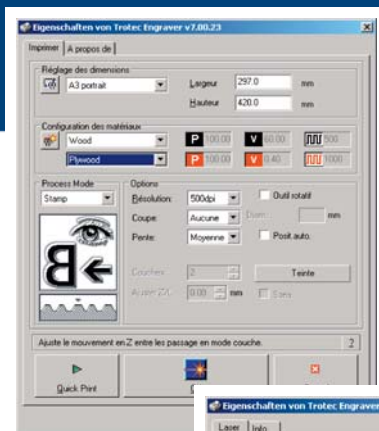 Eigenschaften von Trotec Engraver v7.00.23
Imprimer A propos de
Réglage des dimensions
A3 portrait Largeur 297.0 mm
Hauteur 420.0 mm
Configuration des matériaux
Wood P 100.00 V 60.00 500
Plywood P 100.00 V 0.40 1000
Process Mode Options
Stamp Résolution: 500dpi Outil rotatif
Coupe: Aucune Diam.: mm
Pente: Moyenne Posit.auto.
Couches: 2 Teinte
0.00 mm Sans
Ajuste le mouvement en Z entre les passage en mode couche. 2
Quick Print
Eigenschaften von Trotec Engraver
Laser Info